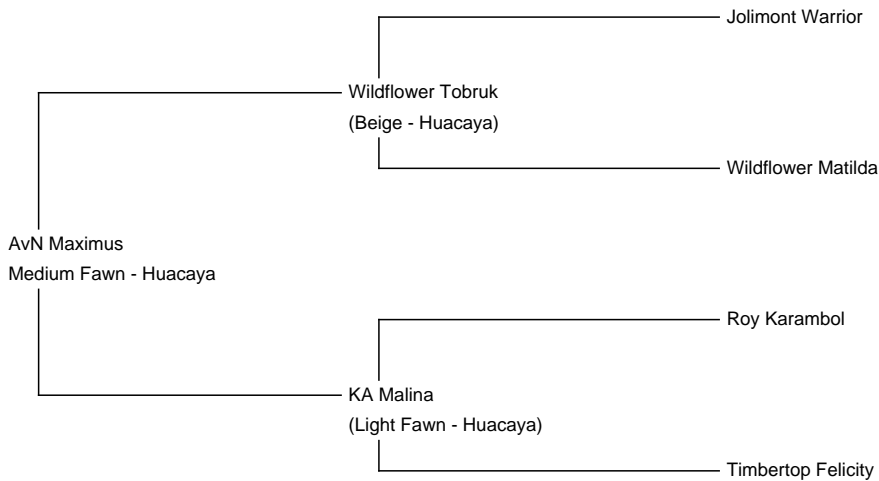 Jolimont Warrior
Wildflower Tobruk
(Beige - Huacaya)
Wildflower Matilda
AvN Maximus
Medium Fawn - Huacaya
Roy Karambol
KA Malina
(Light Fawn - Huacaya)
Timbertop Felicity